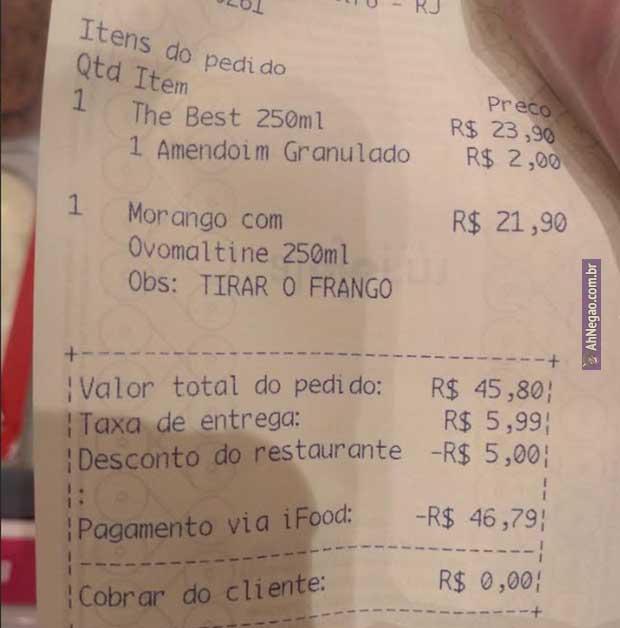 - RJ
Itens do pedido
Qtd Item Preco
1 The Best 250ml R$ 23,90
1 Amendoim Granulado R$ 2,00
1 Morango com R$ 21,90
Ovomaltine 250ml
Obs: TIRAR O FRANGO
Valor total do pedido: R$ 45,80
Taxa de entrega: R$ 5,99
Desconto do restaurante -R$ 5,00
:
Pagamento via iFood: -R$ 46,79
Cobrar do cliente: R$ 0,00
AhNegao.com.br